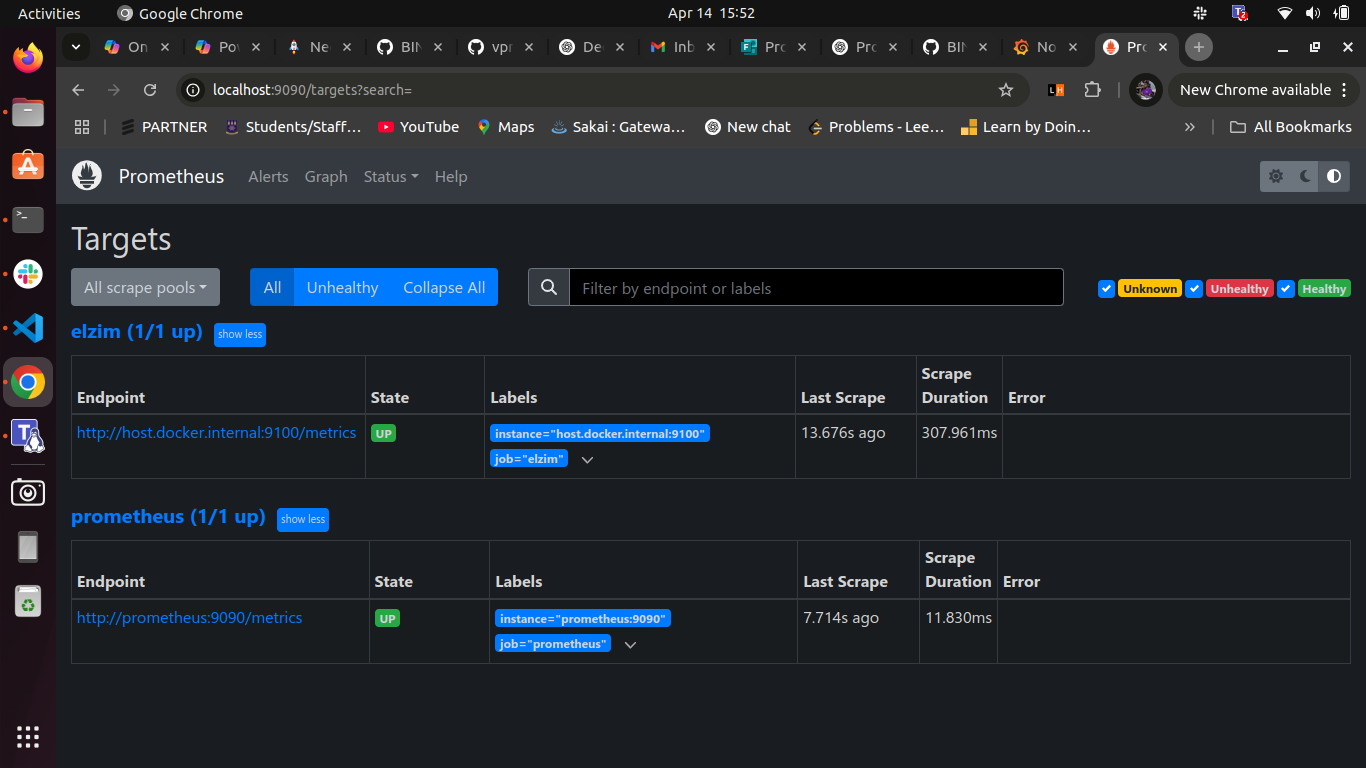 Activities Google Chrome Apr 14 15:52
On Pov Ne BIN vpr De Inb Pro Pro BIN No Pro
localhost:9090/targets?search= New Chrome available
PARTNER Students/Staff… YouTube Maps Sakai : Gatewa… New chat Problems - Lee… Learn by Doin… » All Bookmarks
Prometheus Alerts Graph Status Help
Targets
All scrape pools All Unhealthy Collapse All Filter by endpoint or labels Unknown Unhealthy Healthy
elzim (1/1 up) show less
Endpoint State Labels Last Scrape Scrape Duration Error
http://host.docker.internal:9100/metrics UP instance="host.docker.internal:9100" 13.676s ago 307.961ms
job="elzim"
prometheus (1/1 up) show less
Endpoint State Labels Last Scrape Scrape Duration Error
http://prometheus:9090/metrics UP instance="prometheus:9090" 7.714s ago 11.830ms
job="prometheus"